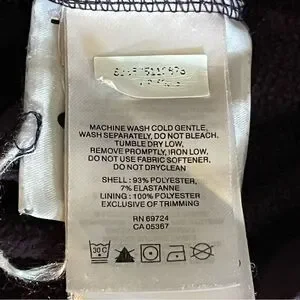 MACHINE WASH COLD GENTLE,
WASH SEPARATELY, DO NOT BLEACH.
TUMBLE DRY LOW,
REMOVE PROMPTLY, IRON LOW,
DO NOT USE FABRIC SOFTENER,
DO NOT DRYCLEAN
SHELL : 93% POLYESTER,
7% ELASTANNE
LINING : 100% POLYESTER
EXCLUSIVE OF TRIMMING
RN 69724
CA 05367
30C